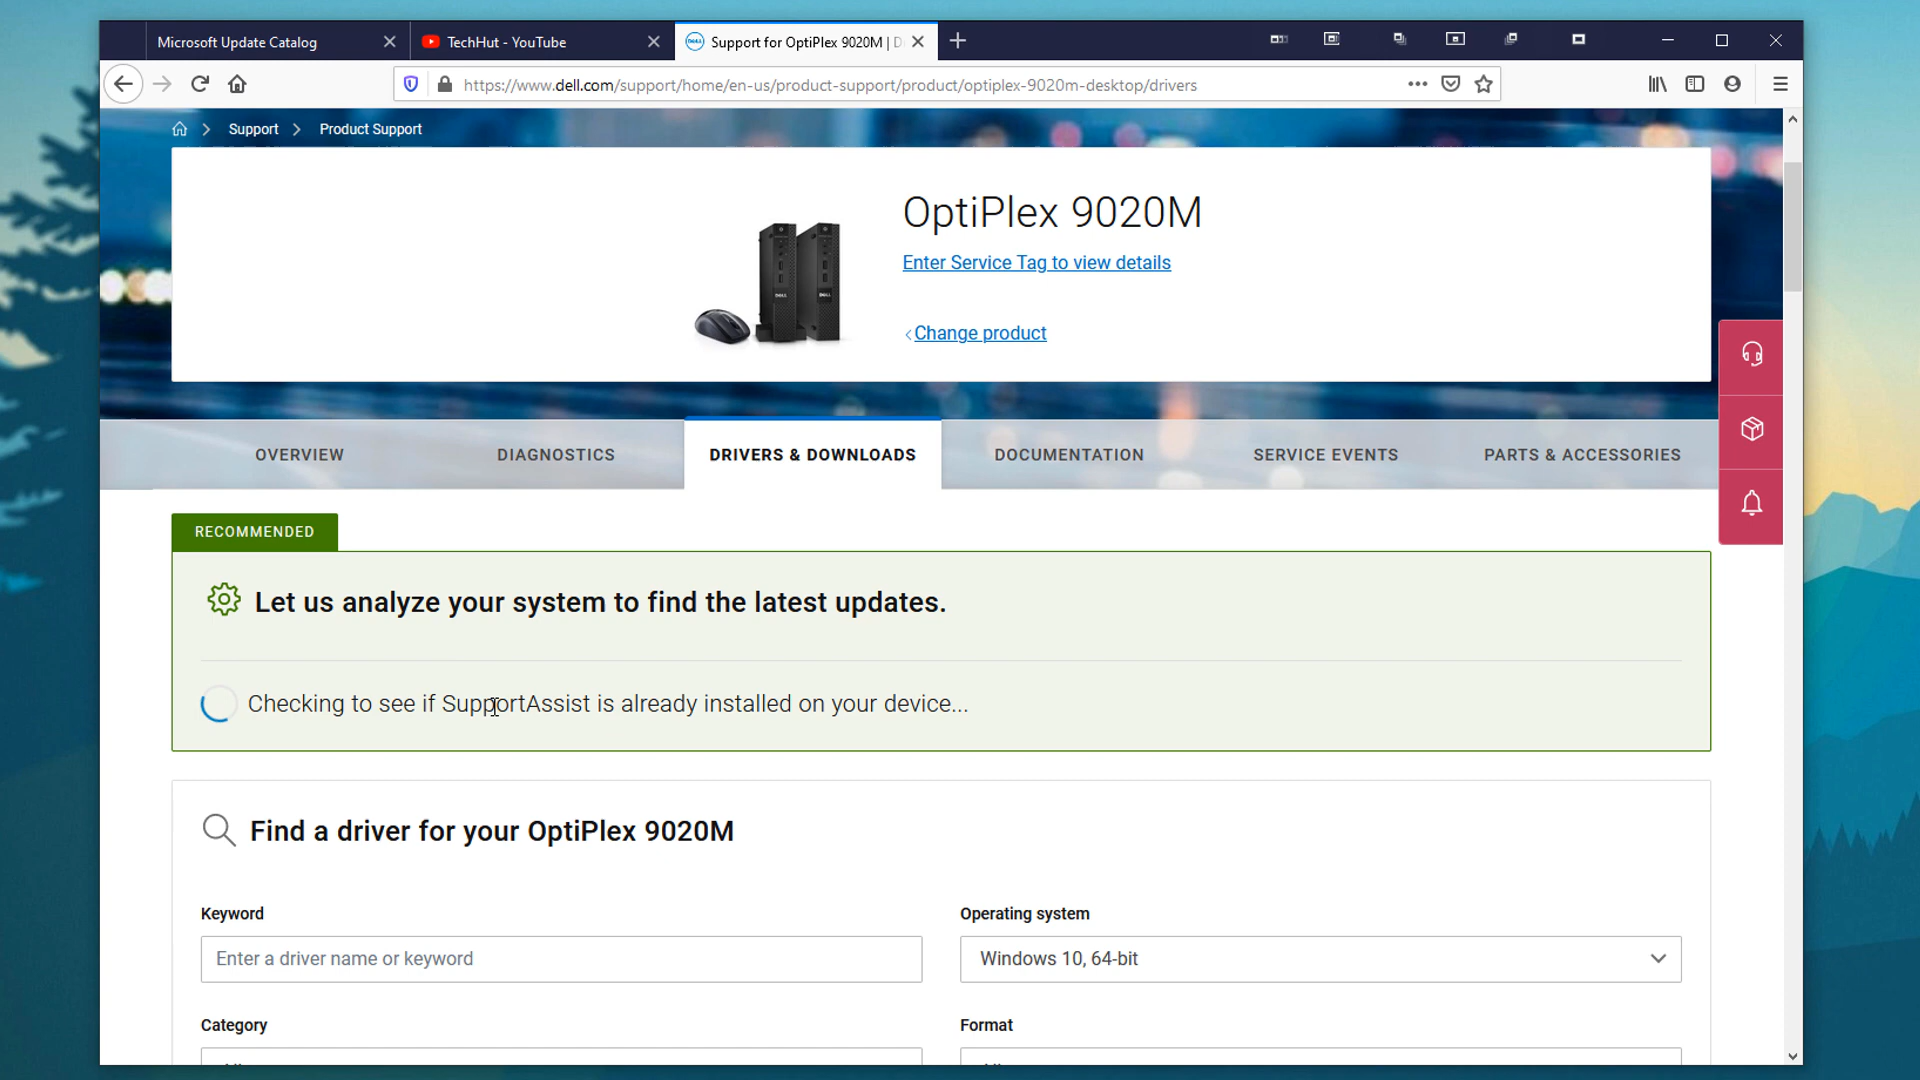 Microsoft Update Catalog
TechHut - YouTube
Support for OptiPlex 9020M | D
https://www.dell.com/support/home/en-us/product-support/product/optiplex-9020m-desktop/drivers
Support
Product Support
OptiPlex 9020M
Enter Service Tag to view details
Change product
OVERVIEW
DIAGNOSTICS
DRIVERS & DOWNLOADS
DOCUMENTATION
SERVICE EVENTS
PARTS & ACCESSORIES
RECOMMENDED
Let us analyze your system to find the latest updates.
Checking to see if SupportAssist is already installed on your device...
Find a driver for your OptiPlex 9020M
Keyword
Operating system
Enter a driver name or keyword
Windows 10, 64-bit
Category
Format